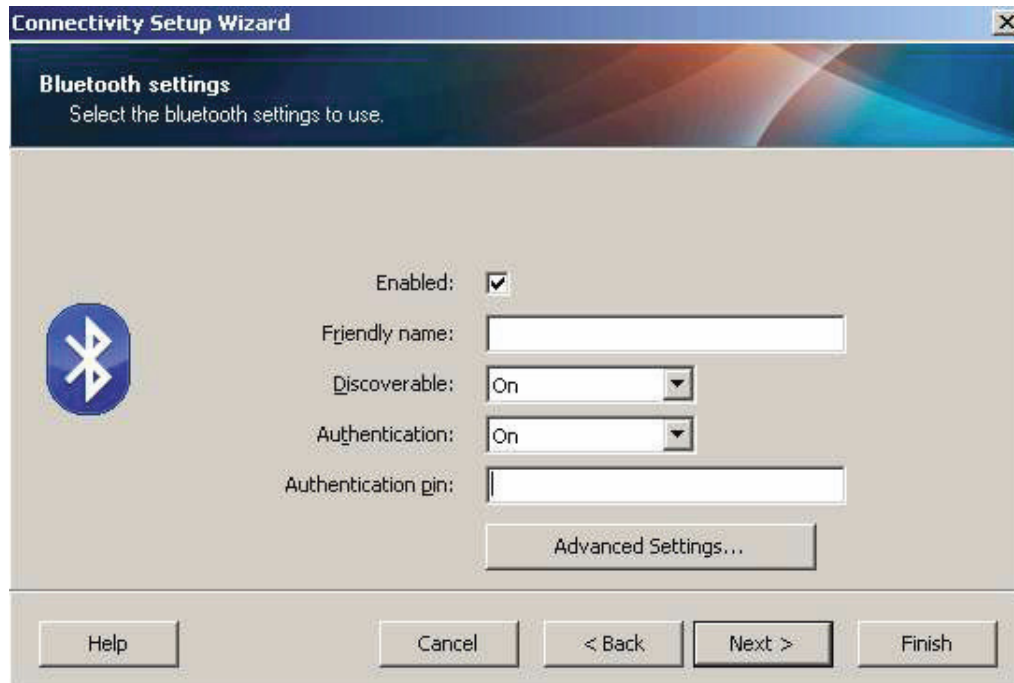 Connectivity Setup Wizard
Bluetooth settings
Select the bluetooth settings to use.
Enabled:
Friendly name:
Discoverable: On
Authentication: On
Authentication pin:
Advanced Settings...
Help Cancel < Back Next > Finish